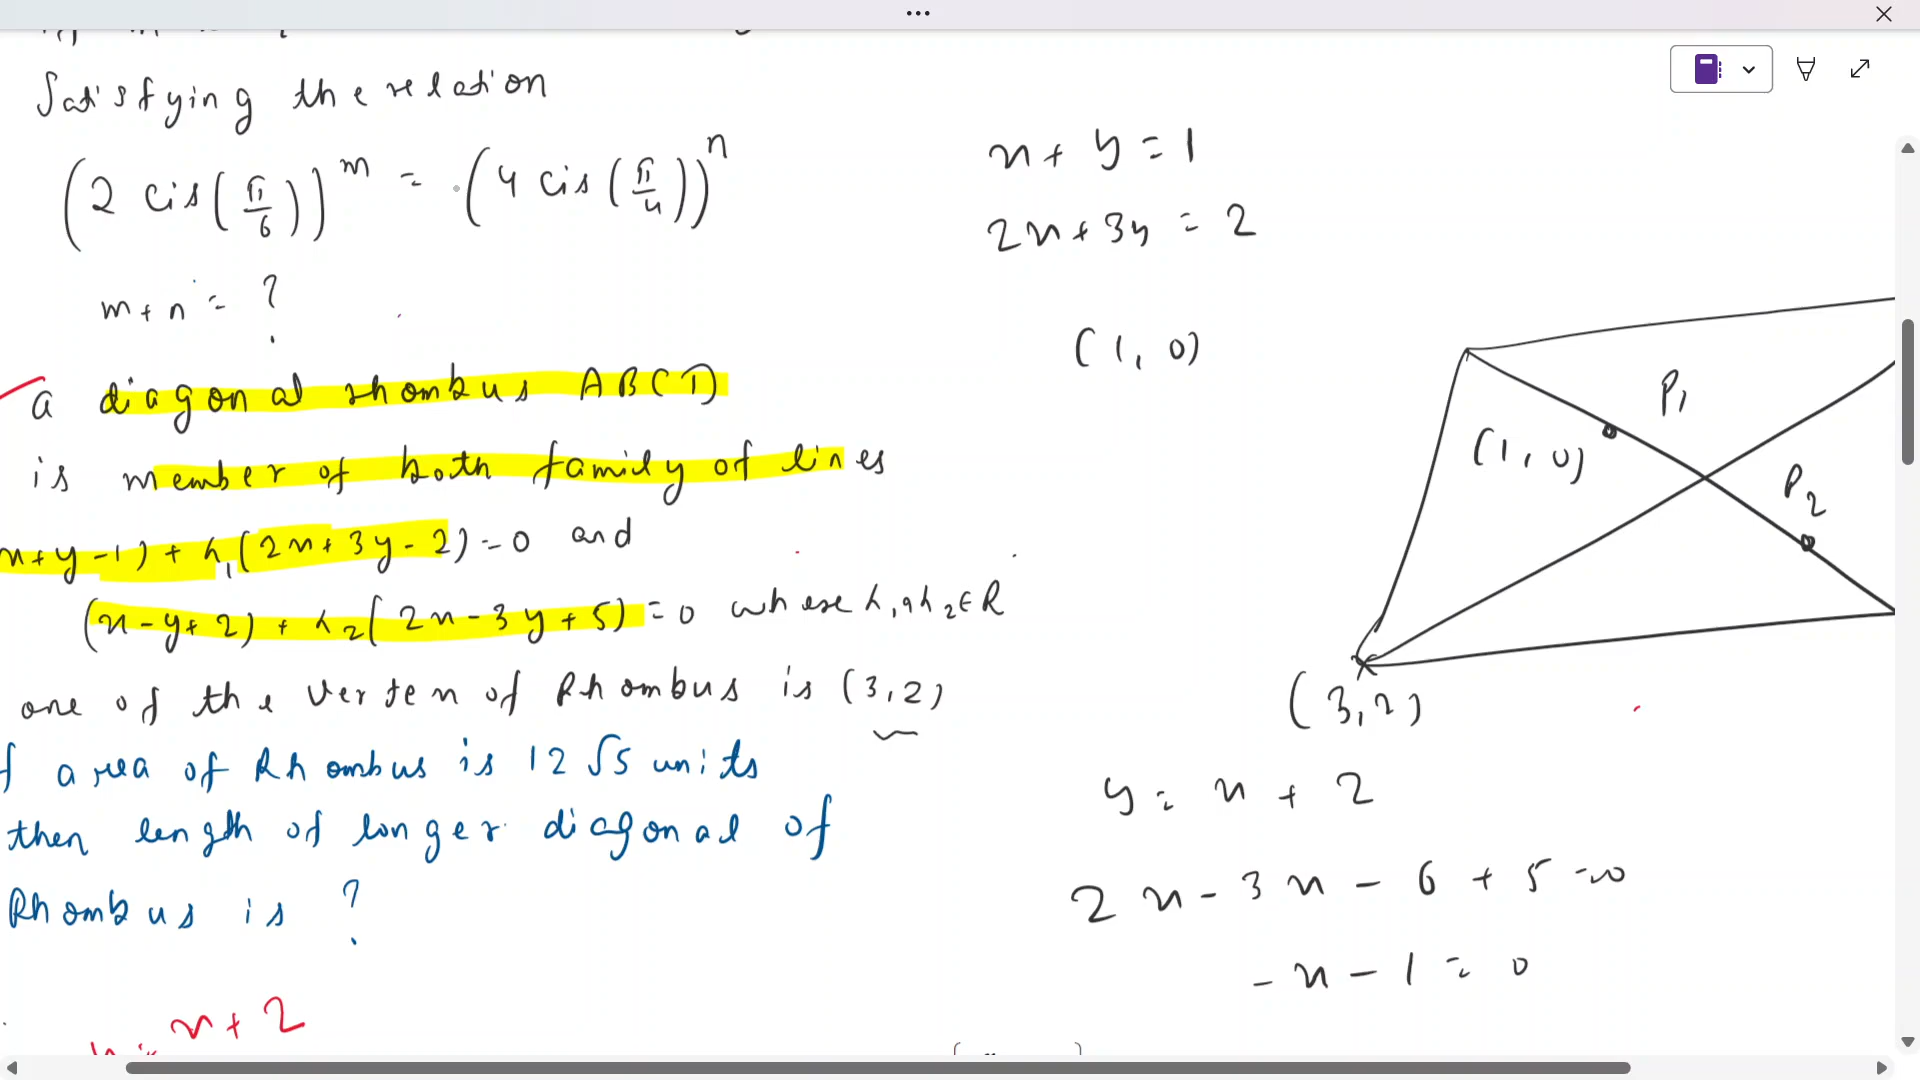 Satisfying the relation
(2 cis(π/6))^m = (4 cis(π/4))^n
m + n = ?
a diagonal rhombus ABCD
is member of both family of lines
x+y-1) + λ1(2x+3y-2) = 0 and
(x-y+2) + λ2(2x-3y+5) = 0 where λ1, λ2 ∈ R
one of the vertex of Rhombus is (3,2)
f area of Rhombus is 12√5 units
then length of longer diagonal of
Rhombus is ?
x + 2
x + y = 1
2x + 3y = 2
(1, 0)
P1
(1, 0)
P2
(3, 2)
y = x + 2
2x - 3x - 6 + 5 = 0
- x - 1 = 0